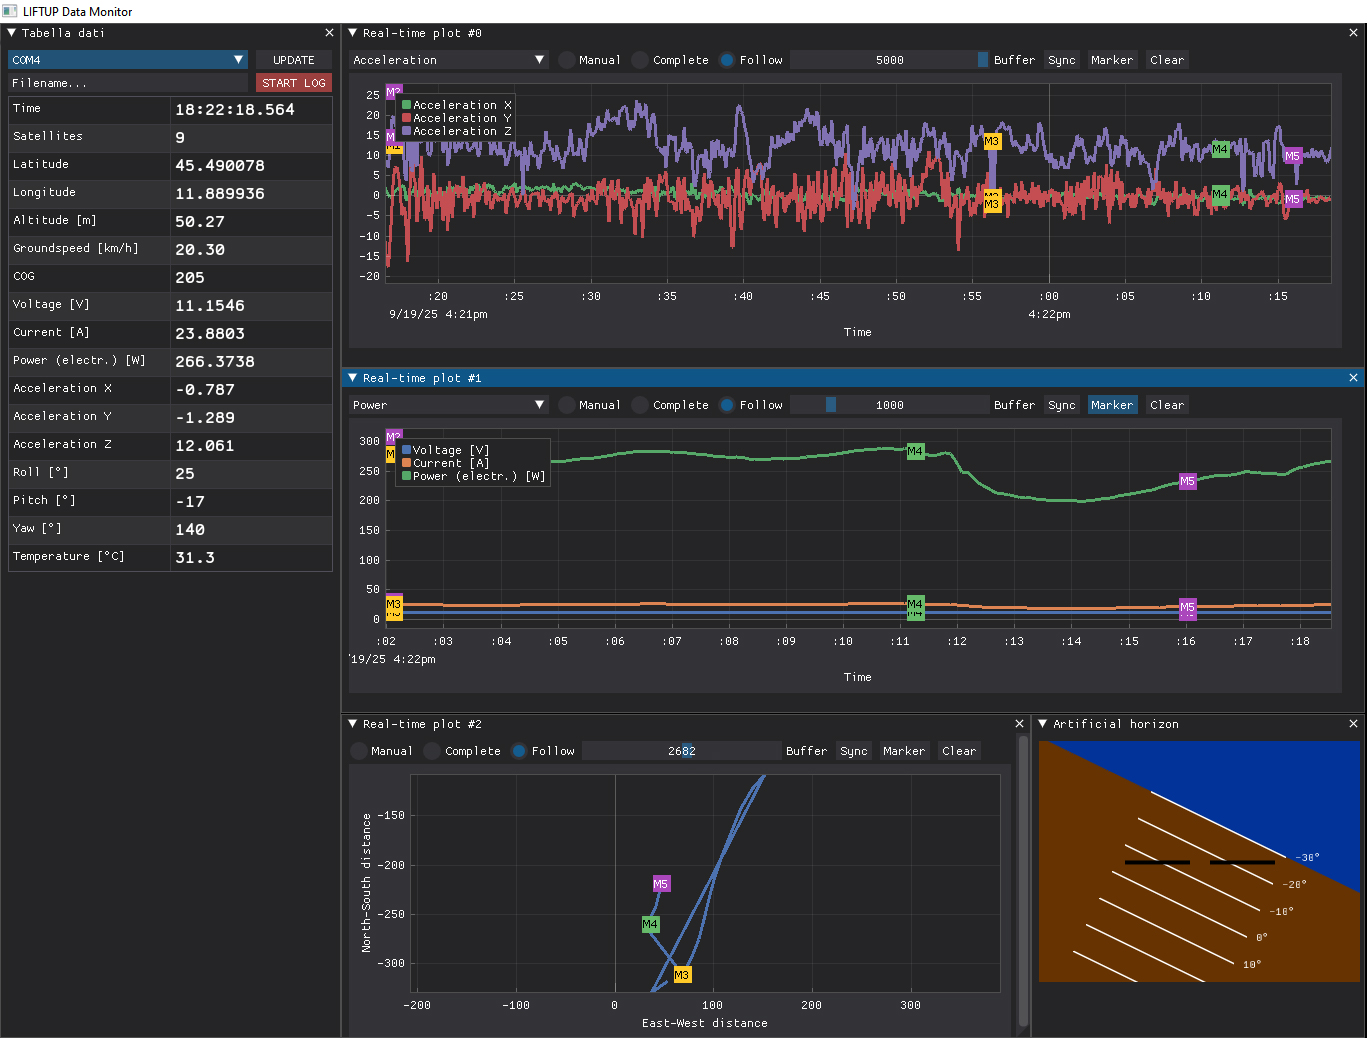 LIFTUP Data Monitor
Tabella dati
COM4 UPDATE
Filename... START LOG
Time 18:22:18.564
Satellites 9
Latitude 45.490078
Longitude 11.889936
Altitude [m] 50.27
Groundspeed [km/h] 20.30
COG 205
Voltage [V] 11.1546
Current [A] 23.8803
Power (electr.) [W] 266.3738
Acceleration X -0.787
Acceleration Y -1.289
Acceleration Z 12.061
Roll [°] 25
Pitch [°] -17
Yaw [°] 140
Temperature [°C] 31.3
Real-time plot #0
Acceleration Manual Complete Follow 5000 Buffer Sync Marker Clear
25
20
15
10
5
0
-5
-10
-15
-20
Acceleration X
Acceleration Y
Acceleration Z
M3
M3
M4
M4
M5
M5
:20 :25 :30 :35 :40 :45 :50 :55 :00 :05 :10 :15
9/19/25 4:21pm 4:22pm
Time
Real-time plot #1
Power Manual Complete Follow 1000 Buffer Sync Marker Clear
300
250
200
150
100
50
0
Voltage [V]
Current [A]
Power (electr.) [W]
M4
M5
M3
M4
M5
:02 :03 :04 :05 :06 :07 :08 :09 :10 :11 :12 :13 :14 :15 :16 :17 :18
'19/25 4:22pm
Time
Real-time plot #2
Manual Complete Follow 2682 Buffer Sync Marker Clear
North-South distance
-150
-200
-250
-300
M5
M4
M3
-200 -100 0 100 200 300
East-West distance
Artificial horizon
-30°
-20°
-10°
0°
10°